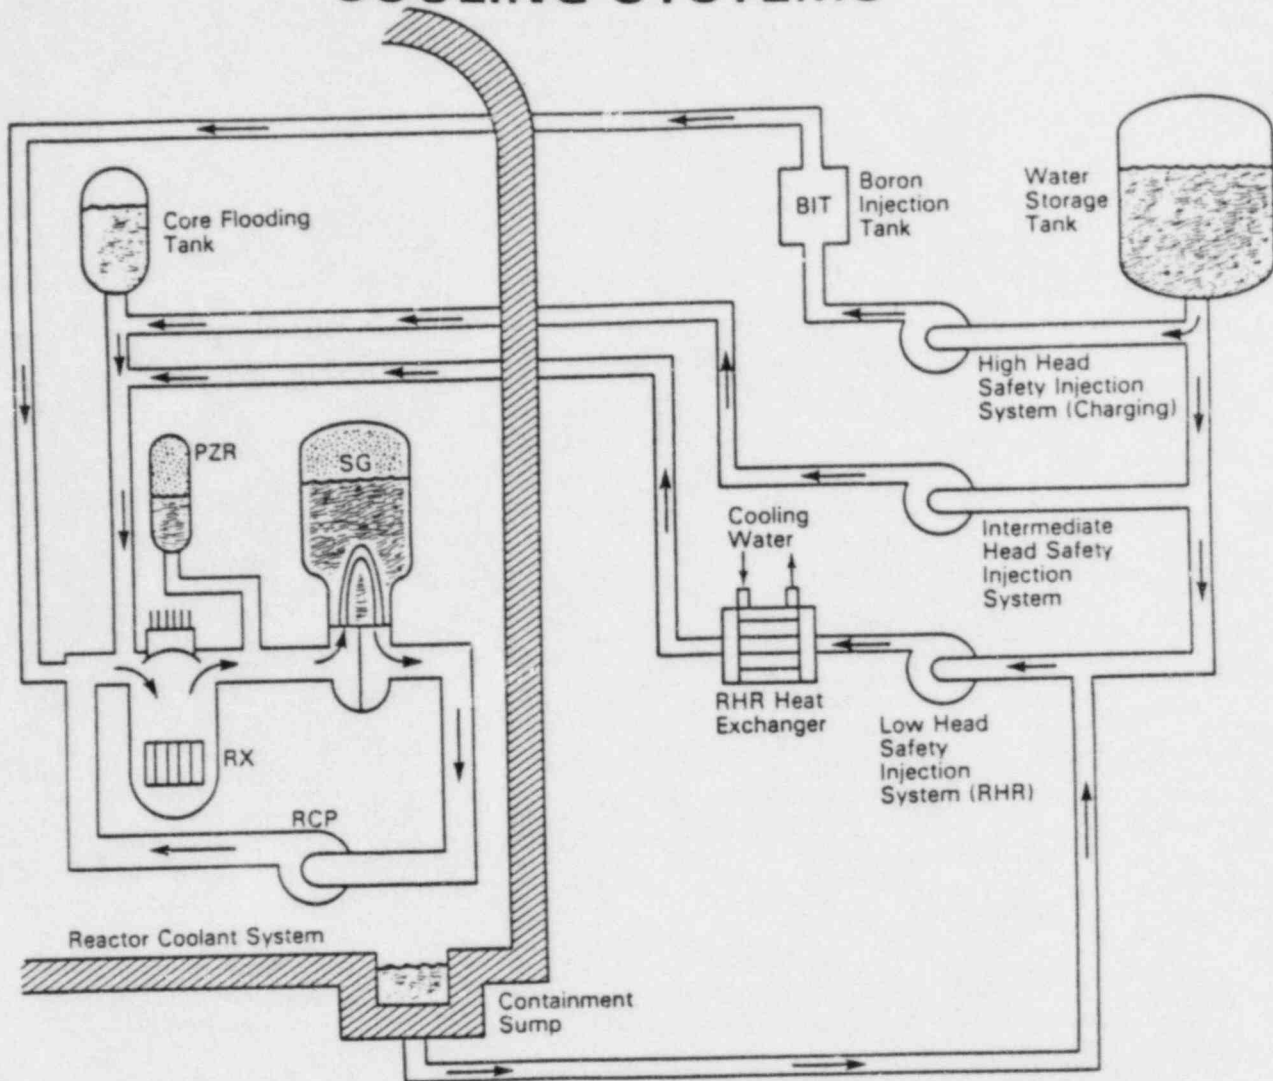 COOLING SYSTEMS
BIT
Boron
Injection
Tank
Water
Storage
Tank
Core Flooding
Tank
High Head
Safety Injection
System (Charging)
PZR
SG
Cooling
Water
Intermediate
Head Safety
Injection
System
RHR Heat
Exchanger
Low Head
Safety
Injection
System (RHR)
RX
RCP
Reactor Coolant System
Containment
Sump